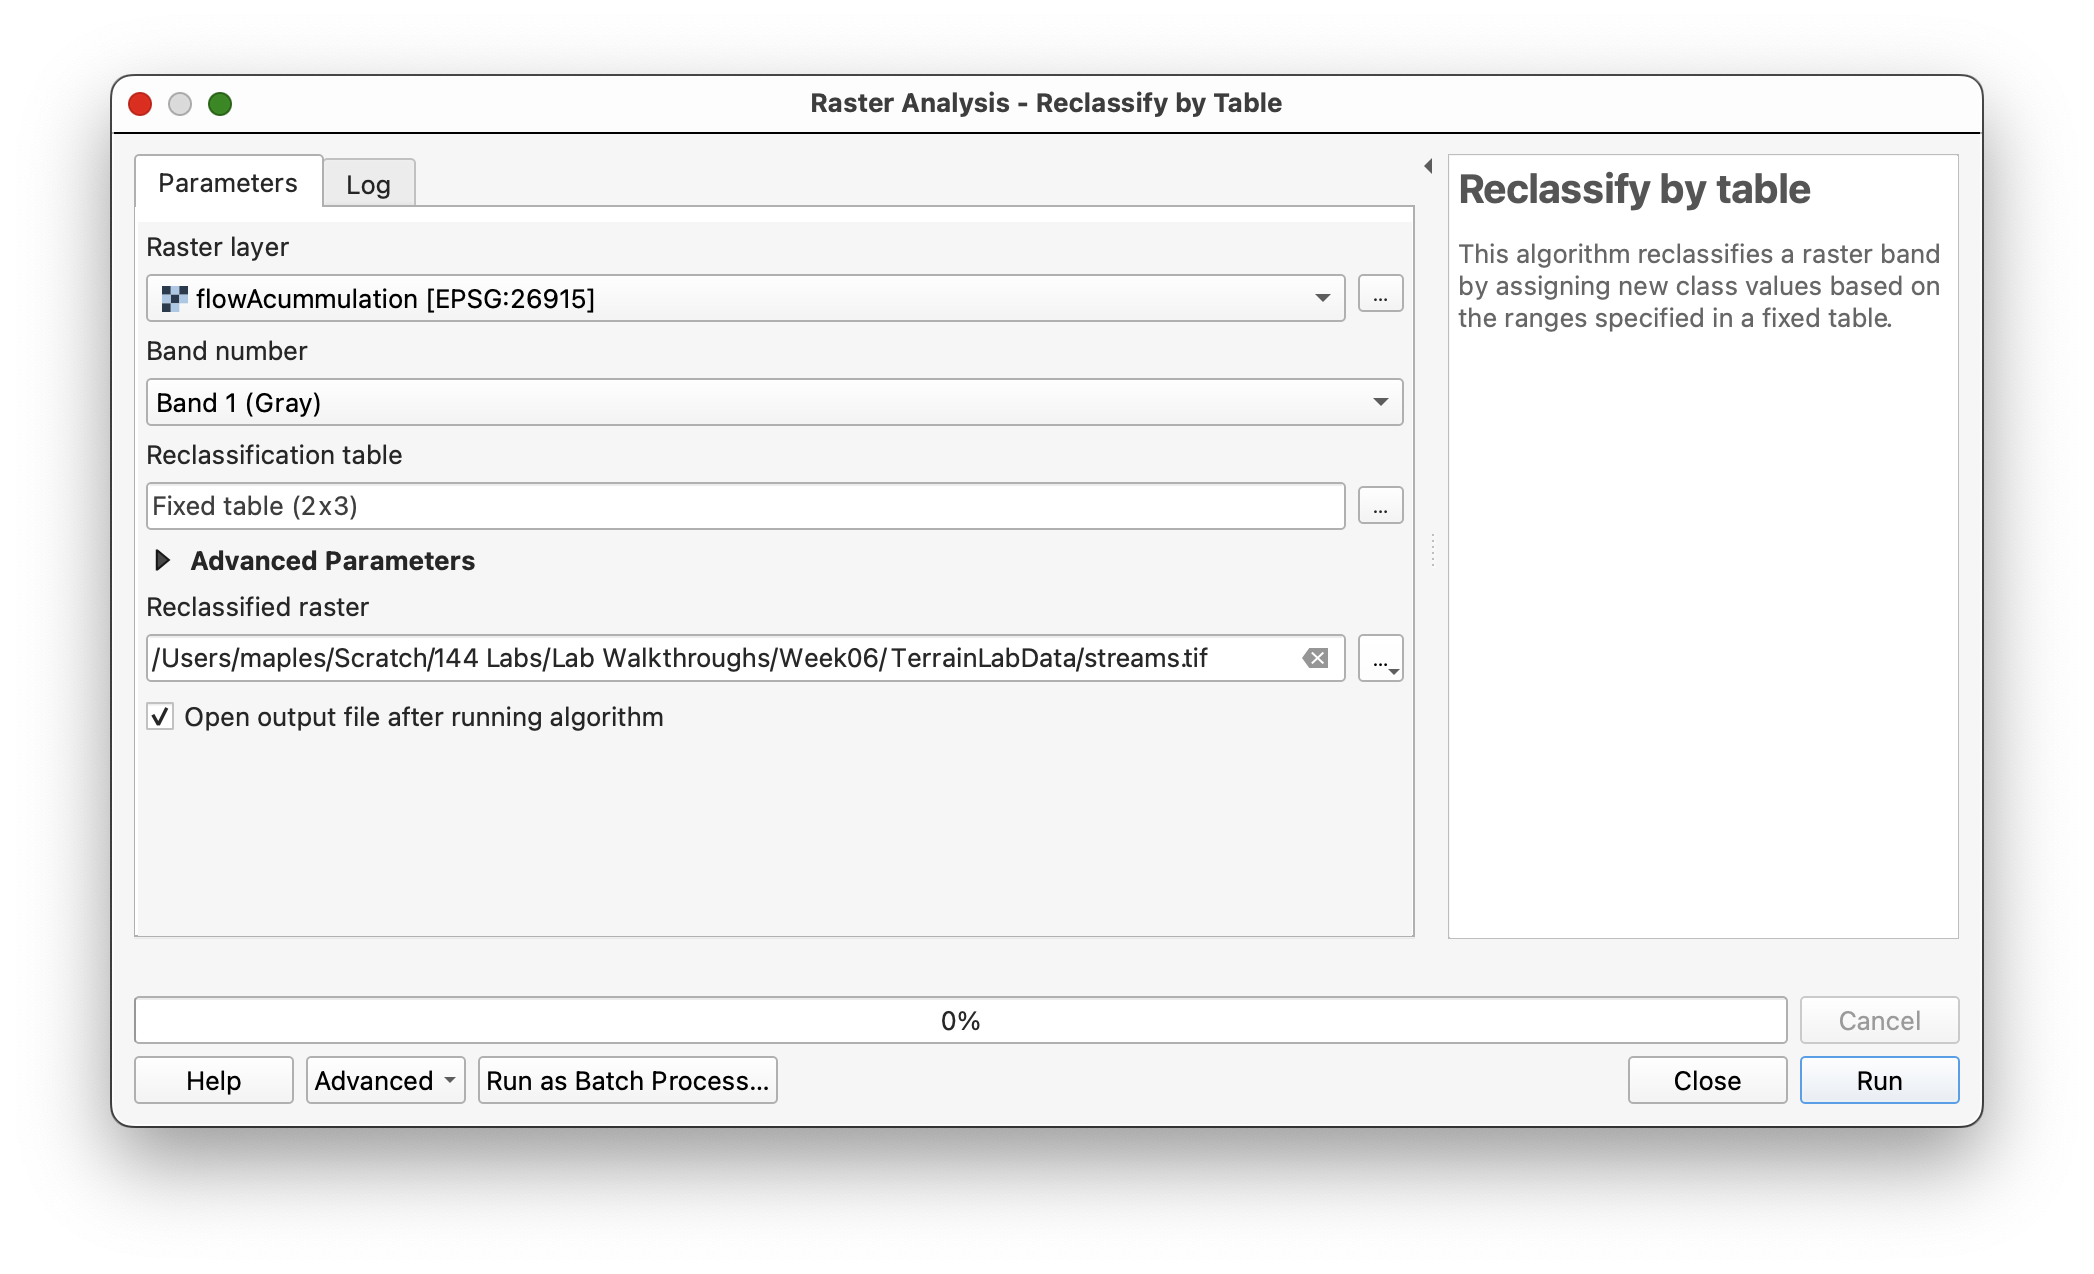 Raster Analysis - Reclassify by Table
Parameters
Log
Raster layer
flowAcummulation [EPSG:26915]
...
Band number
Band 1 (Gray)
Reclassification table
Fixed table (2x3)
...
Advanced Parameters
Reclassified raster
/Users/maples/Scratch/144 Labs/Lab Walkthroughs/Week06/TerrainLabData/streams.tif
...
Open output file after running algorithm
Reclassify by table
This algorithm reclassifies a raster band
by assigning new class values based on
the ranges specified in a fixed table.
0%
Cancel
Help
Advanced
Run as Batch Process...
Close
Run